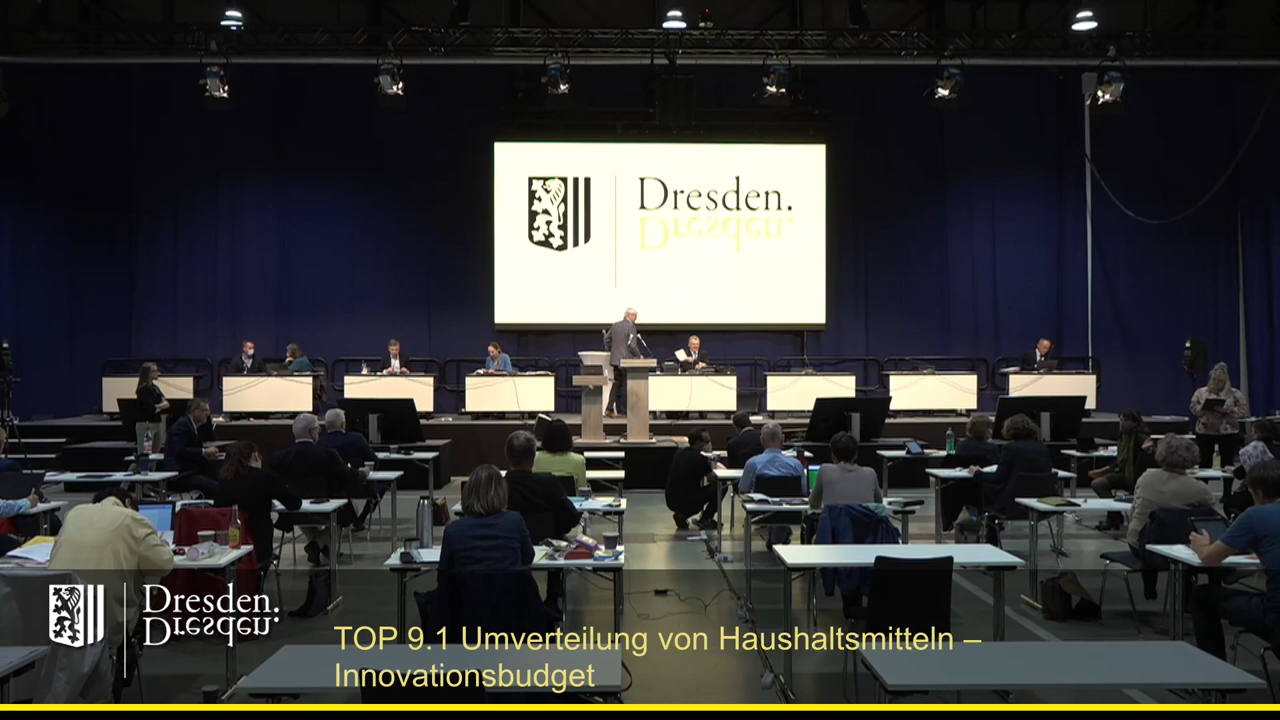 Dresden.
Dresden.
Dresden.
Dresden.
TOP 9.1 Umverteilung von Haushaltsmitteln –
Innovationsbudget